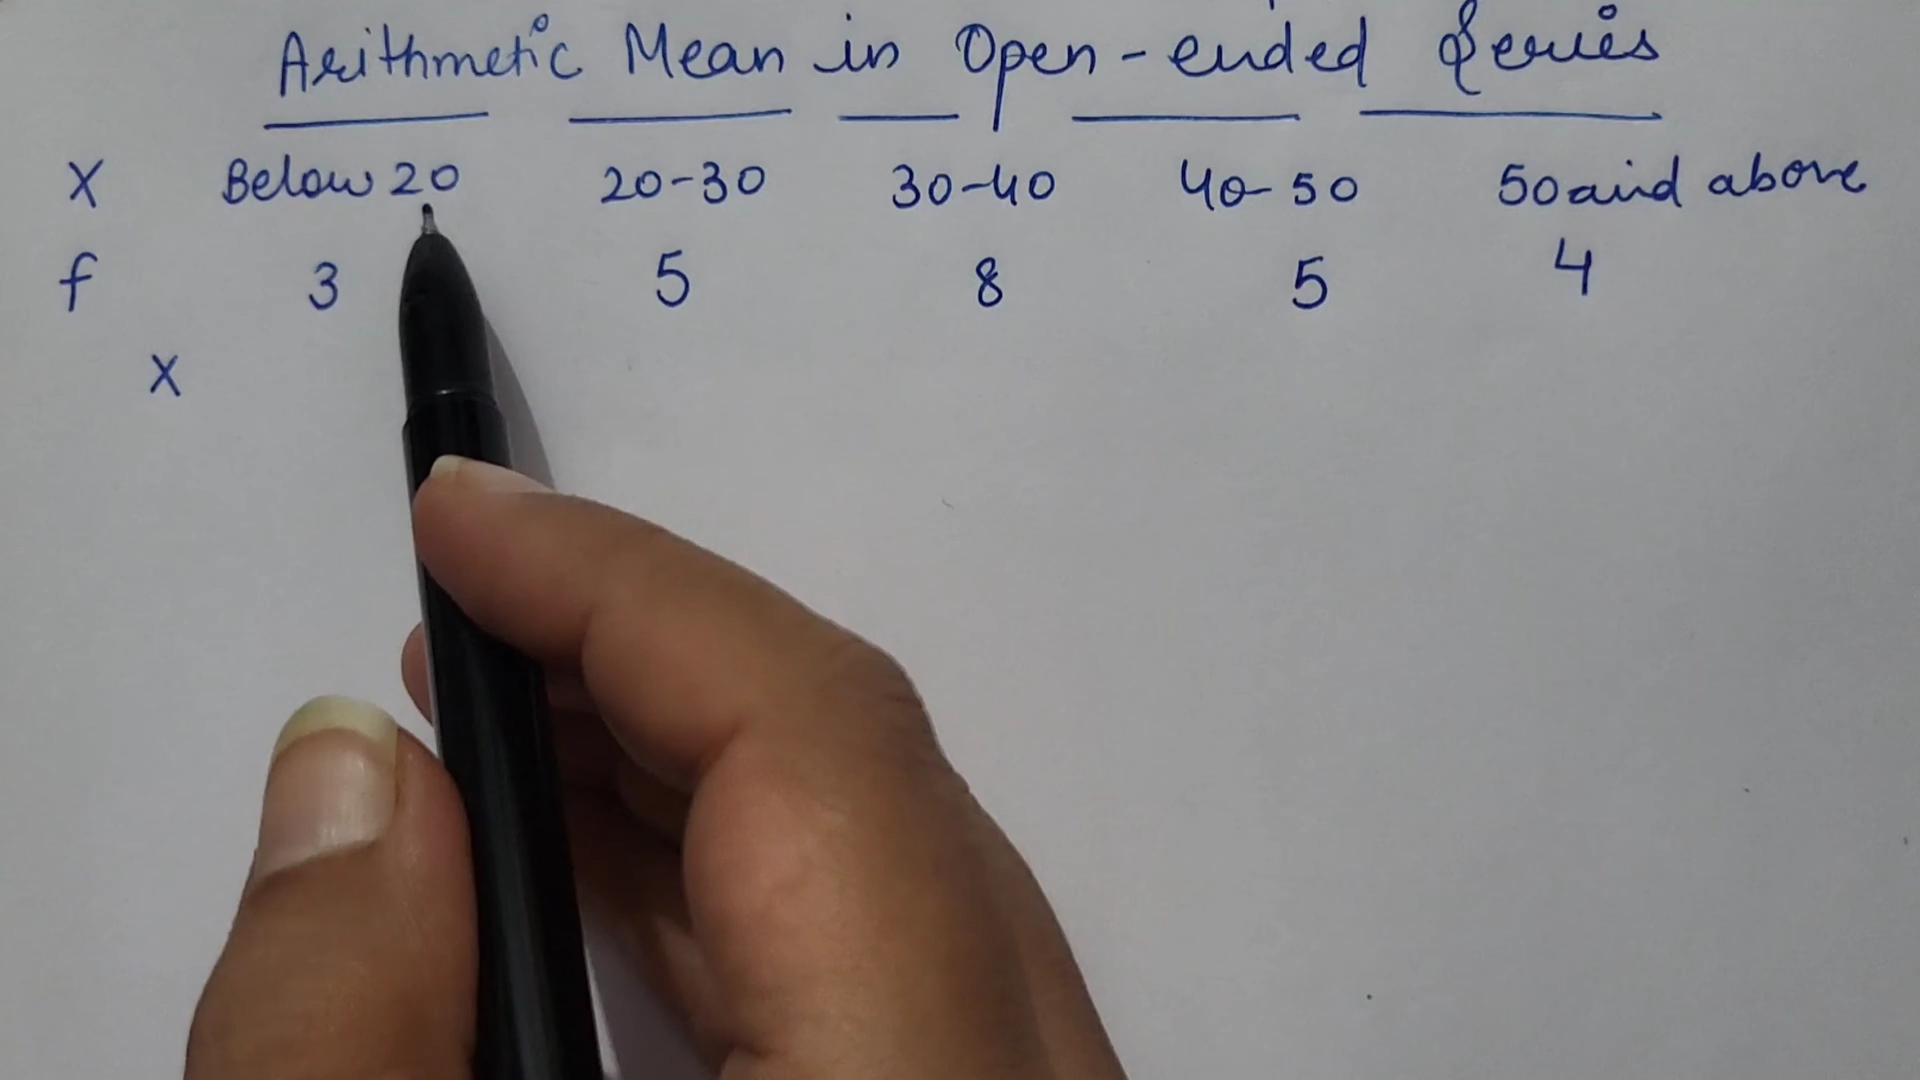 Arithmetic Mean in Open-ended Series
X Below 20 20-30 30-40 40-50 50 and above
f 3 5 8 5 4
X